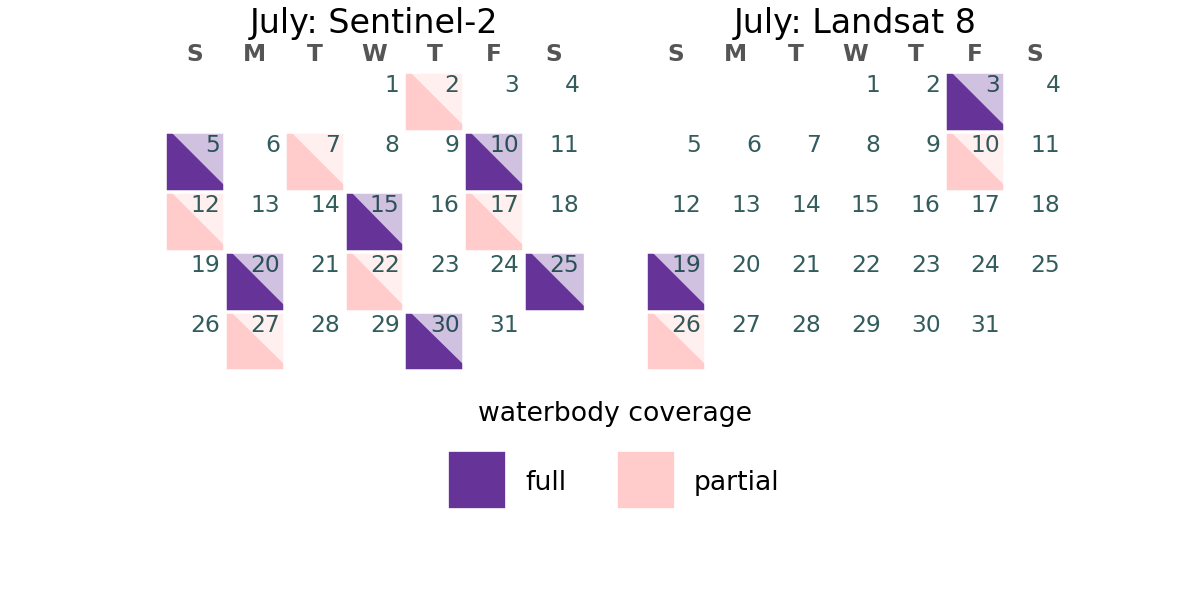 July: Sentinel-2
S M T W T F S
1 2 3 4
5 6 7 8 9 10 11
12 13 14 15 16 17 18
19 20 21 22 23 24 25
26 27 28 29 30 31
July: Landsat 8
S M T W T F S
1 2 3 4
5 6 7 8 9 10 11
12 13 14 15 16 17 18
19 20 21 22 23 24 25
26 27 28 29 30 31
waterbody coverage
full
partial